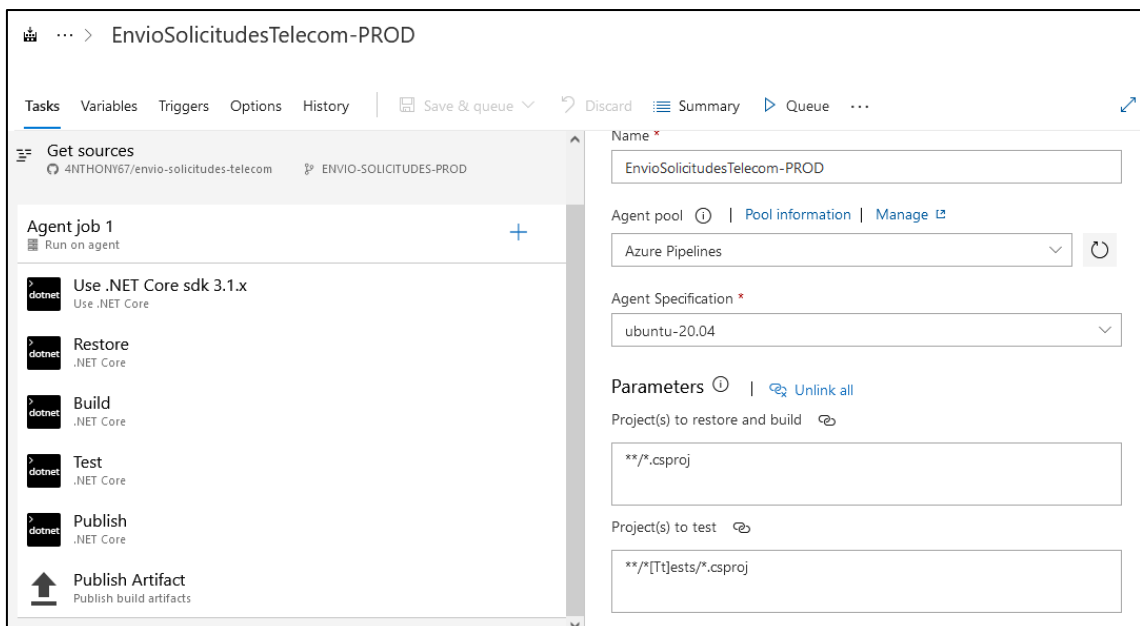 ... > EnvioSolicitudesTelecom-PROD
Tasks Variables Triggers Options History Save & queue Discard Summary Queue ...
Get sources
4NTHONY67/envio-solicitudes-telecom ENVIO-SOLICITUDES-PROD
Agent job 1
Run on agent
>
dotnet
Use .NET Core sdk 3.1.x
Use .NET Core
>
dotnet
Restore
.NET Core
>
dotnet
Build
.NET Core
>
dotnet
Test
.NET Core
>
dotnet
Publish
.NET Core
Publish Artifact
Publish build artifacts
Name *
EnvioSolicitudesTelecom-PROD
Agent pool | Pool information | Manage
Azure Pipelines
Agent Specification *
ubuntu-20.04
Parameters | Unlink all
Project(s) to restore and build
**/*.csproj
Project(s) to test
**/*[Tt]ests/*.csproj